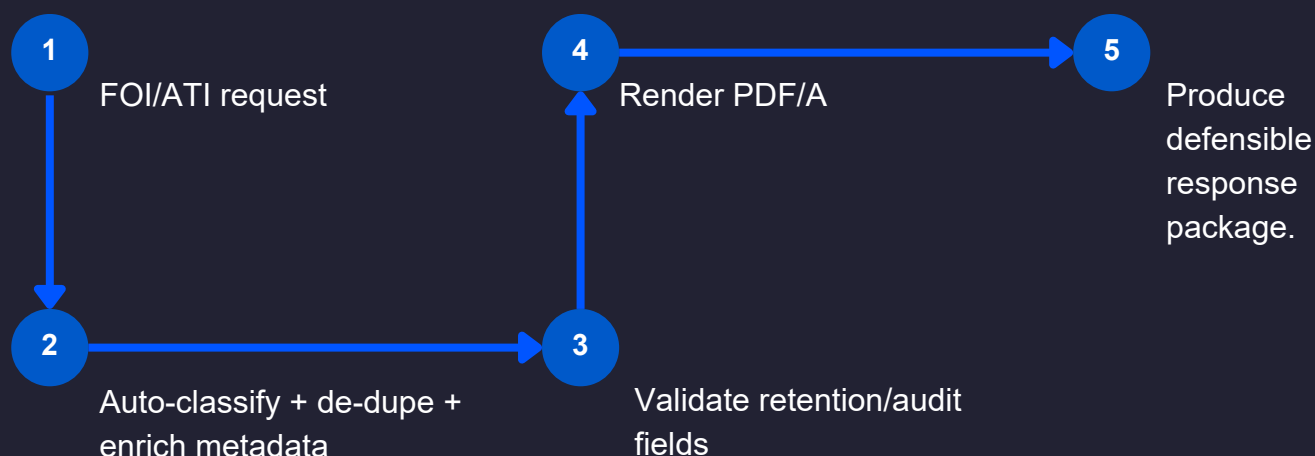 1
FOI/ATI request
2
Auto-classify + de-dupe +
enrich metadata
3
Validate retention/audit
fields
4
Render PDF/A
5
Produce
defensible
response
package.